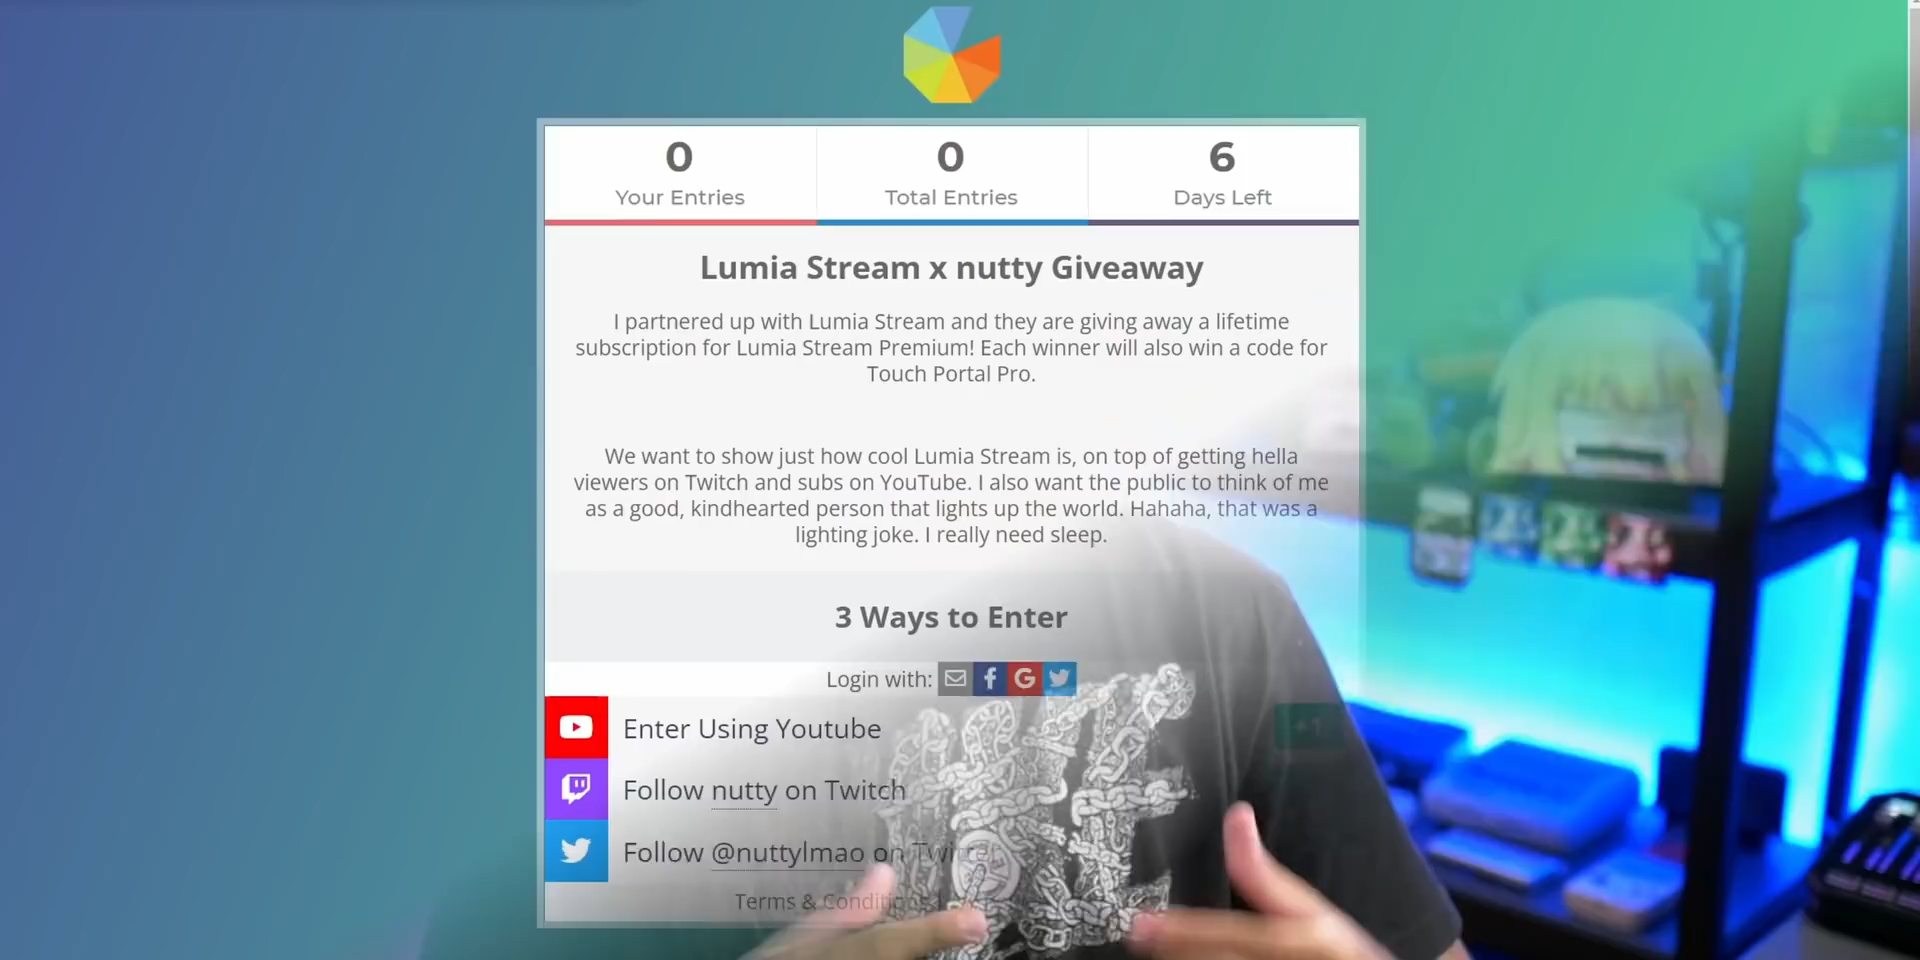 0
Your Entries
0
Total Entries
6
Days Left
Lumia Stream x nutty Giveaway
I partnered up with Lumia Stream and they are giving away a lifetime
subscription for Lumia Stream Premium! Each winner will also win a code for
Touch Portal Pro.
We want to show just how cool Lumia Stream is, on top of getting hella
viewers on Twitch and subs on YouTube. I also want the public to think of me
as a good, kindhearted person that lights up the world. Hahaha, that was a
lighting joke. I really need sleep.
3 Ways to Enter
Login with:
Enter Using Youtube
+1
Follow nutty on Twitch
Follow @nuttylmao on Twitter
Terms & Conditions